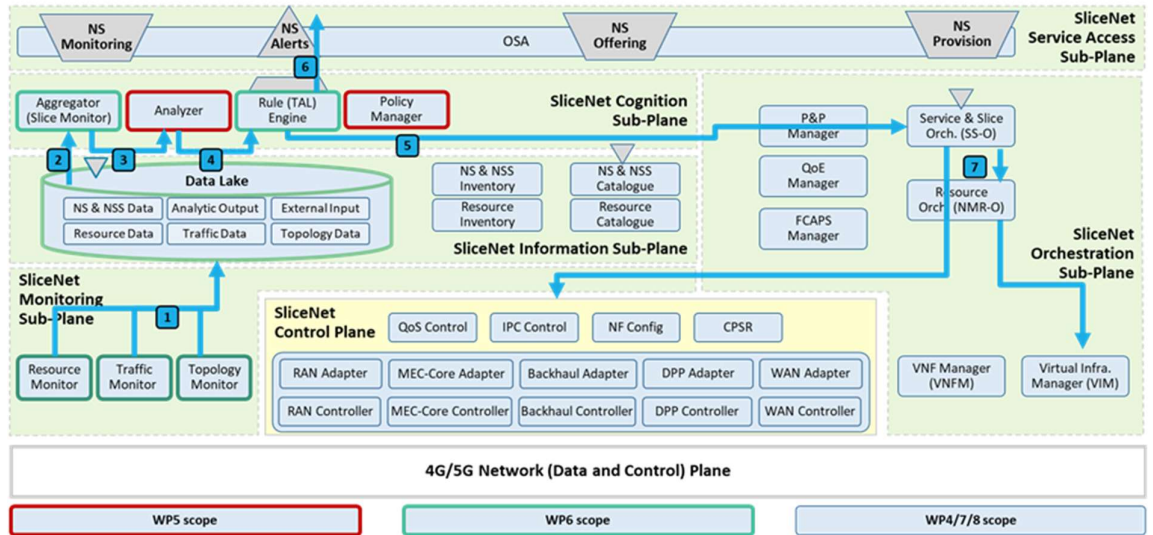 NS
Monitoring
NS
Alerts
OSA
NS
Offering
NS
Provision
SliceNet
Service Access
Sub-Plane
6
Aggregator
(Slice Monitor)
Analyzer
Rule (TAL)
Engine
Policy
Manager
SliceNet Cognition
Sub-Plane
P&P
Manager
Service & Slice
Orch. (SS-O)
2
3
4
5
7
Data Lake
NS & NSS Data
Analytic Output
External Input
Resource Data
Traffic Data
Topology Data
NS & NSS
Inventory
NS & NSS
Catalogue
Resource
Inventory
Resource
Catalogue
SliceNet Information Sub-Plane
QoE
Manager
FCAPS
Manager
Resource
Orch. (NMR-O)
SliceNet
Orchestration
Sub-Plane
SliceNet
Monitoring
Sub-Plane
1
Resource
Monitor
Traffic
Monitor
Topology
Monitor
SliceNet
Control Plane
QoS Control
IPC Control
NF Config
CPSR
RAN Adapter
MEC-Core Adapter
Backhaul Adapter
DPP Adapter
WAN Adapter
RAN Controller
MEC-Core Controller
Backhaul Controller
DPP Controller
WAN Controller
VNF Manager
(VNFM)
Virtual Infra.
Manager (VIM)
4G/5G Network (Data and Control) Plane
WP5 scope
WP6 scope
WP4/7/8 scope